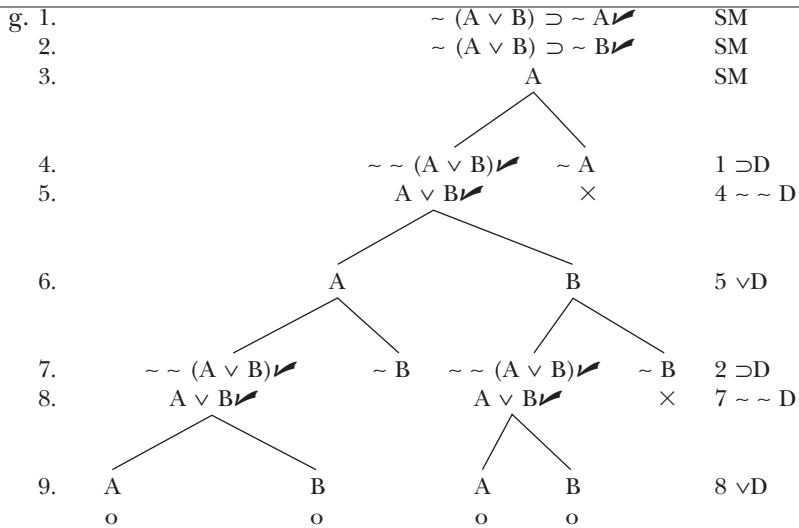 g. 1. ~ (A ∨ B) ⊃ ~ A✔ SM
2. ~ (A ∨ B) ⊃ ~ B✔ SM
3. A SM
4. ~ ~ (A ∨ B)✔ ~ A 1 ⊃D
5. A ∨ B✔ × 4 ~ ~ D
6. A B 5 ∨D
7. ~ ~ (A ∨ B)✔ ~ B ~ ~ (A ∨ B)✔ ~ B 2 ⊃D
8. A ∨ B✔ A ∨ B✔ × 7 ~ ~ D
9. A B A B 8 ∨D
o o o o